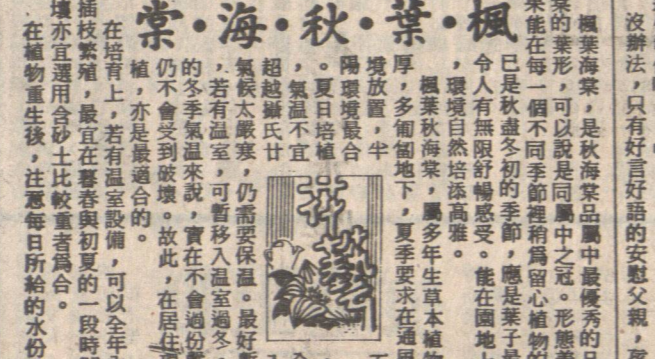 沒辦法，只有好言好語的安慰父親，
楓·葉·秋·海·棠
楓葉海棠，是秋海棠品屬中最優秀的
的葉形，可以說是同屬中之冠。形態
來能在每一個不同季節裡稍爲留心植物的
已是秋盡冬初的季節，應是葉子
令人有無限舒暢感受。能在園地
，環境自然培添高雅。
楓葉秋海棠，屬多年生草本植物
厚，多匍匐地下，夏季要求在通風
境放置，半
陽環境最合
。夏日培植
，氣溫不宜
超越攝氏廿
氣候太嚴寒，仍需要保溫。最好
，若有温室，可暫移入温室過冬。
的冬季氣温來說，實在不會過份
仍不會受到破壞。故此，在居住
植，亦是最適合的。
藝苑
在培育上，若有温室設備，可以全年
插枝繁殖，最宜在暮春與初夏的一段時
壤亦宜選用含砂土比較重者爲合。
在植物重生後，注意每日所給的水份